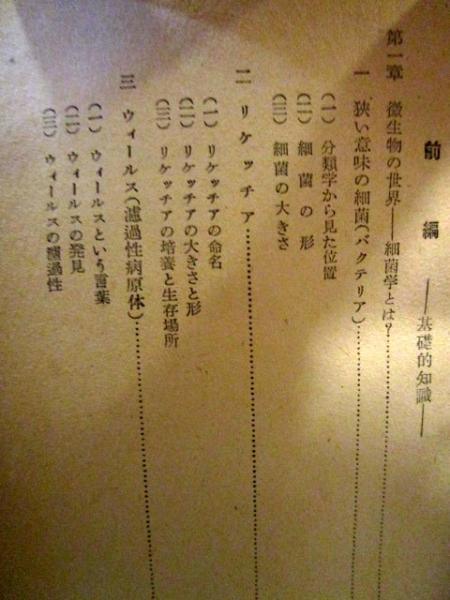 前編 ――基礎的知識――
第一章 微生物の世界――細菌学とは?
一 狭い意味の細菌(バクテリア)
(一) 分類学から見た位置
(二) 細菌の形
(三) 細菌の大きさ
二 リケッチア
(一) リケッチアの命名
(二) リケッチアの大きさと形
(三) リケッチアの培養と生存場所
三 ウィールス(濾過性病原体)
(一) ウィールスという言葉
(二) ウィールスの発見
(三) ウィールスの濾過性